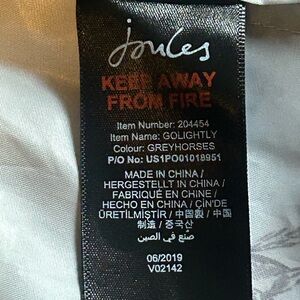 Joules
KEEP AWAY
FROM FIRE
Item Number: 204454
Item Name: GOLIGHTLY
Colour: GREYHORSES
P/O No: US1PO01018951
MADE IN CHINA /
HERGESTELLT IN CHINA /
FABRIQUÉ EN CHINE /
HECHO EN CHINA / ÇIN'DE
ÜRETİLMİŞTİR / 中国製 / 中国
制造 / 중국산
صنع في الصين
06/2019
V02142